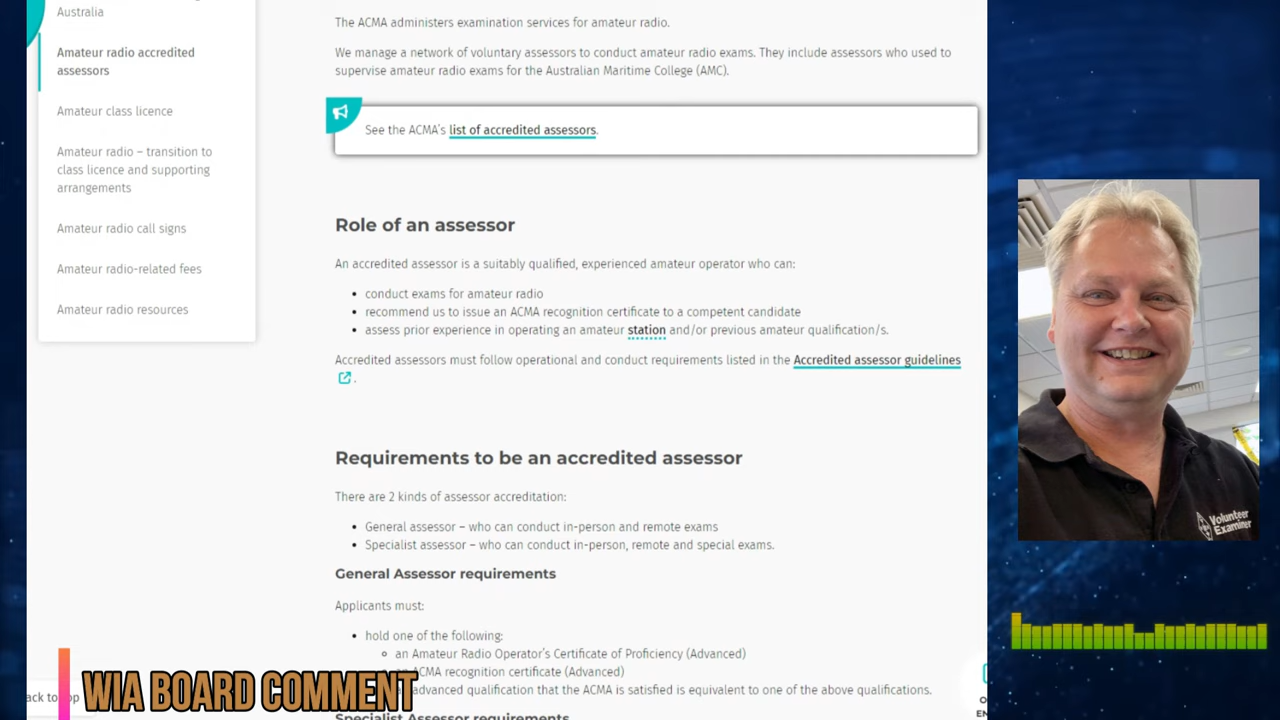 Australia
Amateur radio accredited
assessors
Amateur class licence
Amateur radio – transition to
class licence and supporting
arrangements
Amateur radio call signs
Amateur radio-related fees
Amateur radio resources
The ACMA administers examination services for amateur radio.
We manage a network of voluntary assessors to conduct amateur radio exams. They include assessors who used to
supervise amateur radio exams for the Australian Maritime College (AMC).
See the ACMA's list of accredited assessors.
Role of an assessor
An accredited assessor is a suitably qualified, experienced amateur operator who can:
• conduct exams for amateur radio
• recommend us to issue an ACMA recognition certificate to a competent candidate
• assess prior experience in operating an amateur station and/or previous amateur qualification/s.
Accredited assessors must follow operational and conduct requirements listed in the Accredited assessor guidelines
.
Requirements to be an accredited assessor
There are 2 kinds of assessor accreditation:
• General assessor – who can conduct in-person and remote exams
• Specialist assessor – who can conduct in-person, remote and special exams.
General Assessor requirements
Applicants must:
• hold one of the following:
an Amateur Radio Operator's Certificate of Proficiency (Advanced)
ACMA recognition certificate (Advanced)
advanced qualification that the ACMA is satisfied is equivalent to one of the above qualifications.
Specialist Assessor requirements
WIA BOARD COMMENT
Volunteer
Examiner